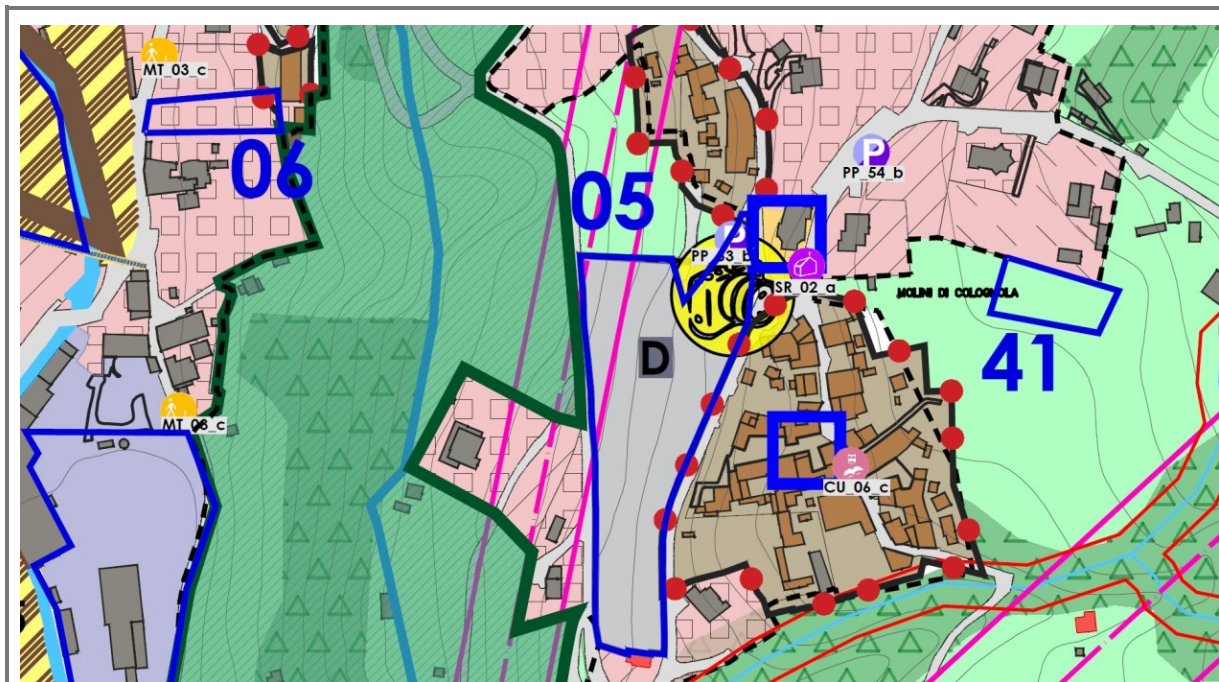 MT_03_c
06
05
P
PP_54_b
P
PP_53_b
SR_02_a
MOLINI DI COLOGNOLA
41
D
MT_08_c
H
CU_06_c